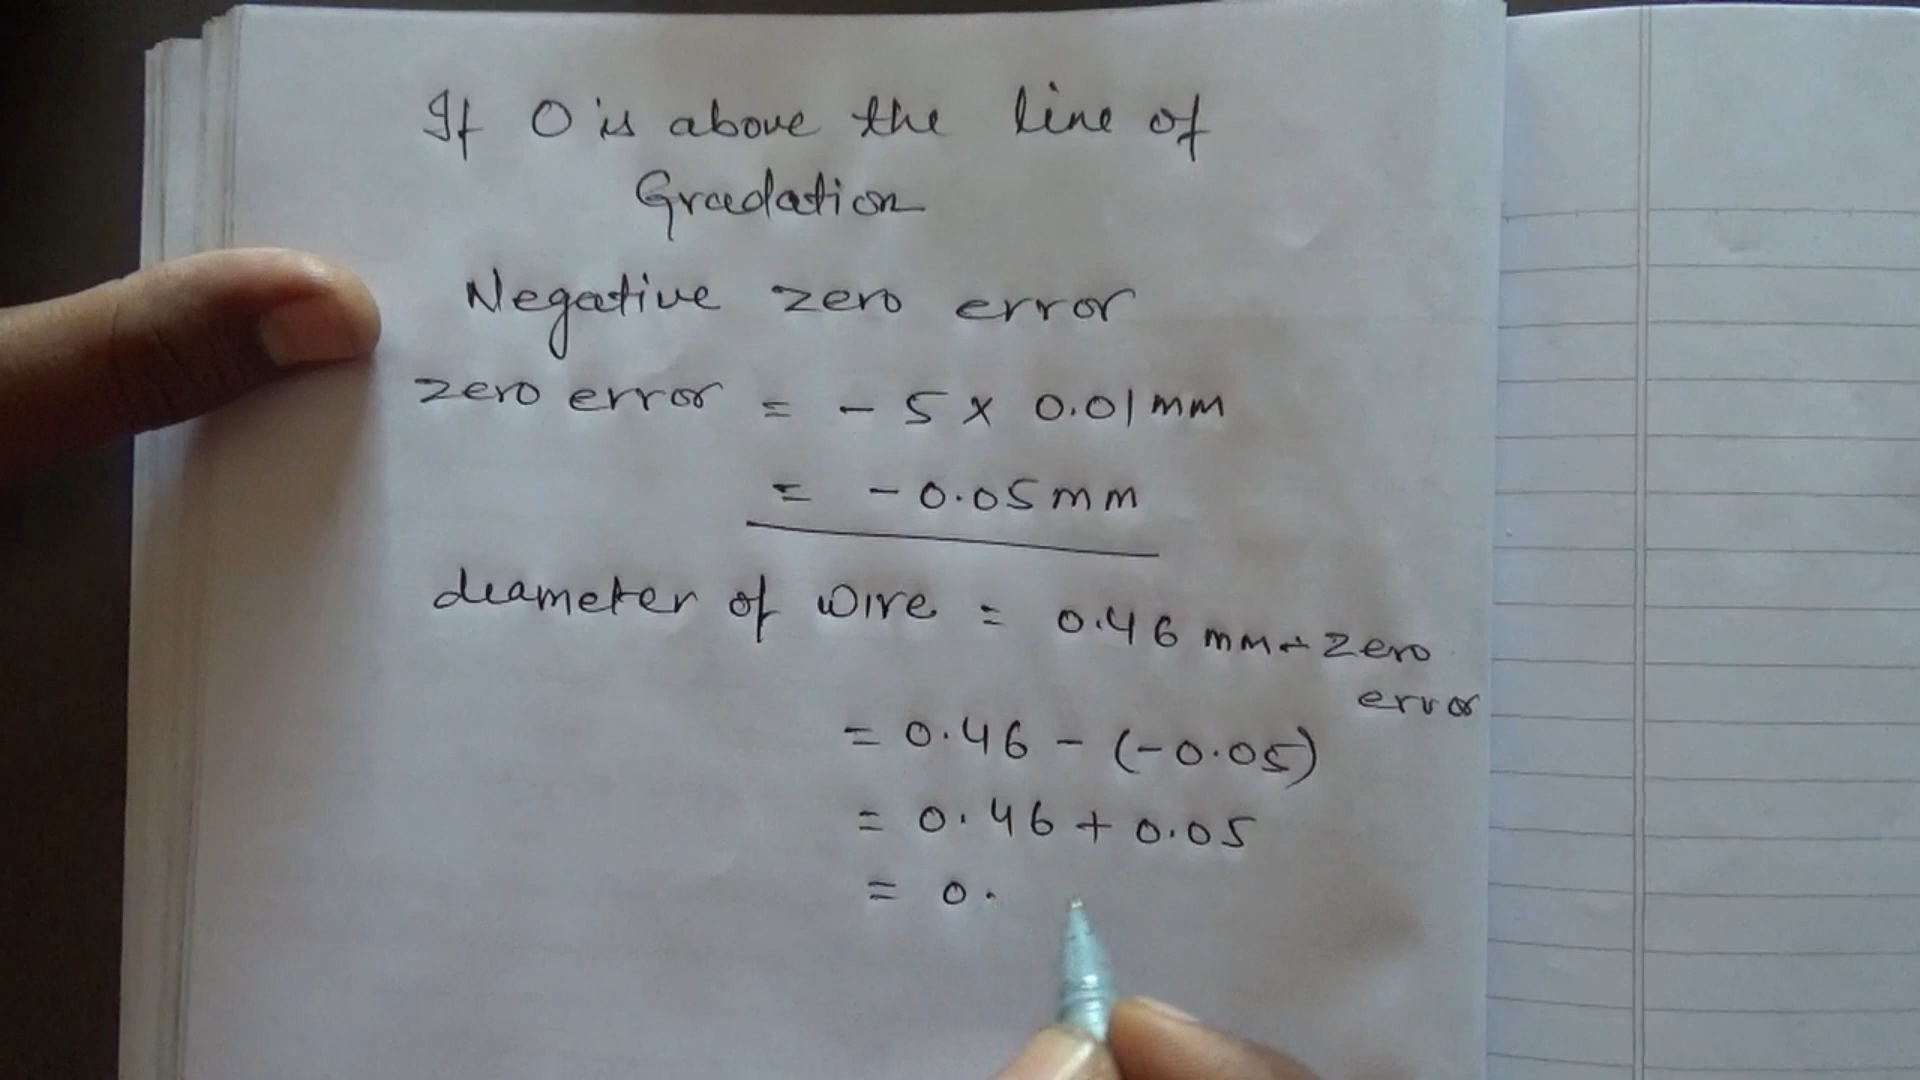 If 0 is above the line of
Gradation
Negative zero error
zero error = - 5 x 0.01 mm
= - 0.05 mm
diameter of wire = 0.46 mm - zero
error
= 0.46 - (-0.05)
= 0.46 + 0.05
= 0.